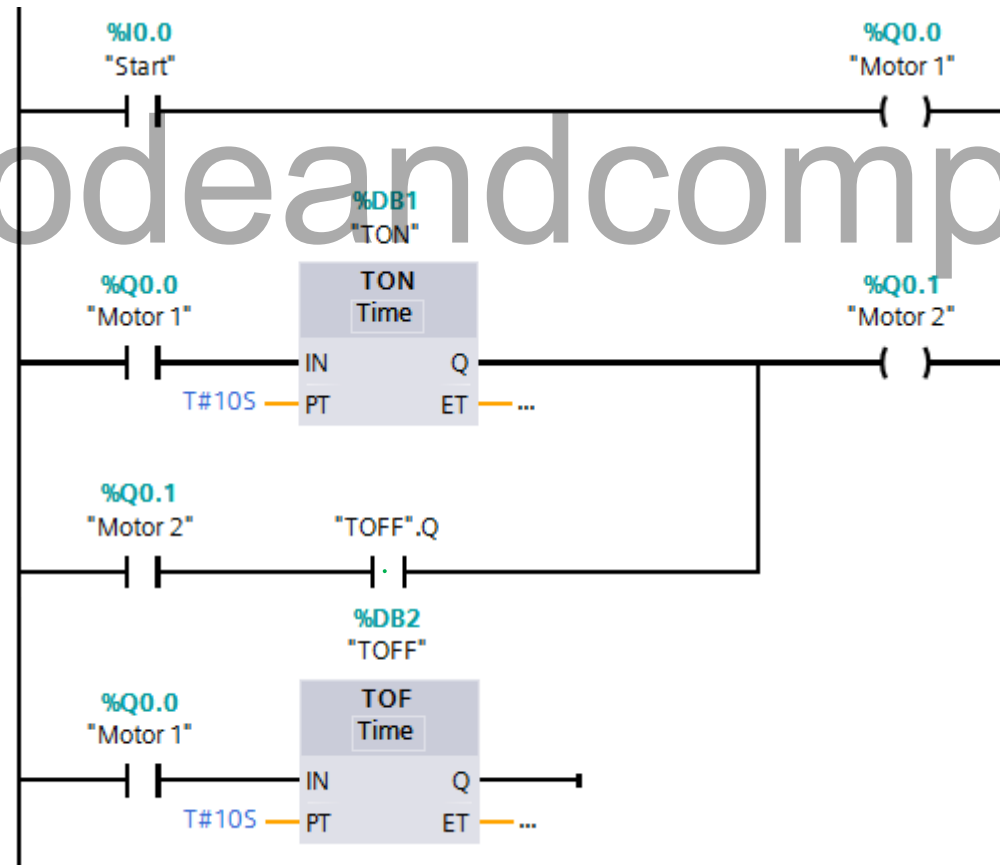 %I0.0 %Q0.0
"Start" "Motor 1"
odeandcomp
%DB1
"TON"
%Q0.0 TON %Q0.1
"Motor 1" Time "Motor 2"
IN Q
T#10S PT ET ...
%Q0.1
"Motor 2" "TOFF".Q
%DB2
"TOFF"
%Q0.0 TOF
"Motor 1" Time
IN Q
T#10S PT ET ...